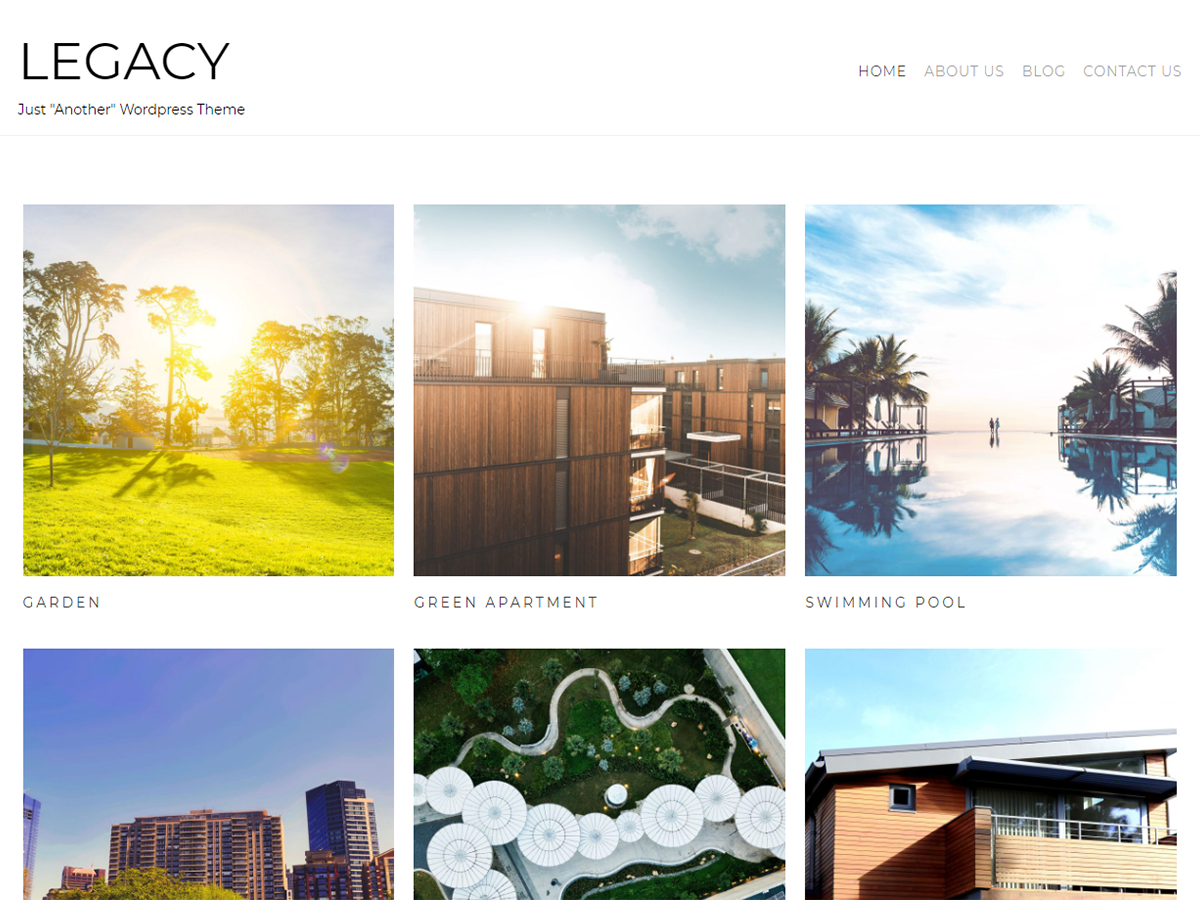 LEGACY
Just "Another" Wordpress Theme
HOME ABOUT US BLOG CONTACT US
GARDEN
GREEN APARTMENT
SWIMMING POOL